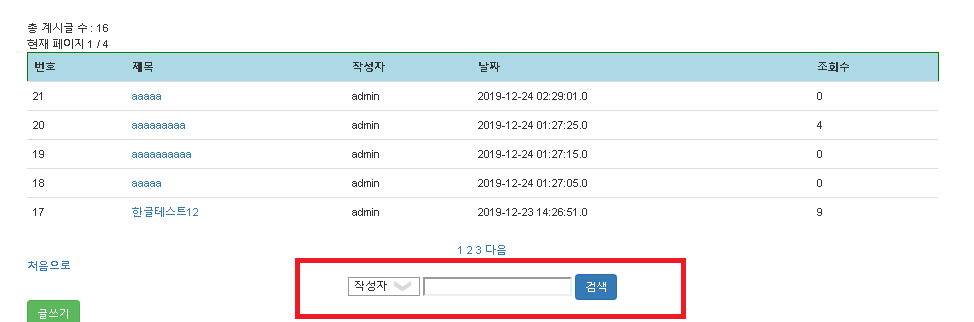 총 게시글 수 : 16
현재 페이지 1 / 4
번호 제목 작성자 날짜 조회수
21 aaaaa admin 2019-12-24 02:29:01.0 0
20 aaaaaaaaa admin 2019-12-24 01:27:25.0 4
19 aaaaaaaaaa admin 2019-12-24 01:27:15.0 0
18 aaaaa admin 2019-12-24 01:27:05.0 0
17 한글테스트12 admin 2019-12-23 14:26:51.0 9
1 2 3 다음
처음으로
작성자 검색
글쓰기